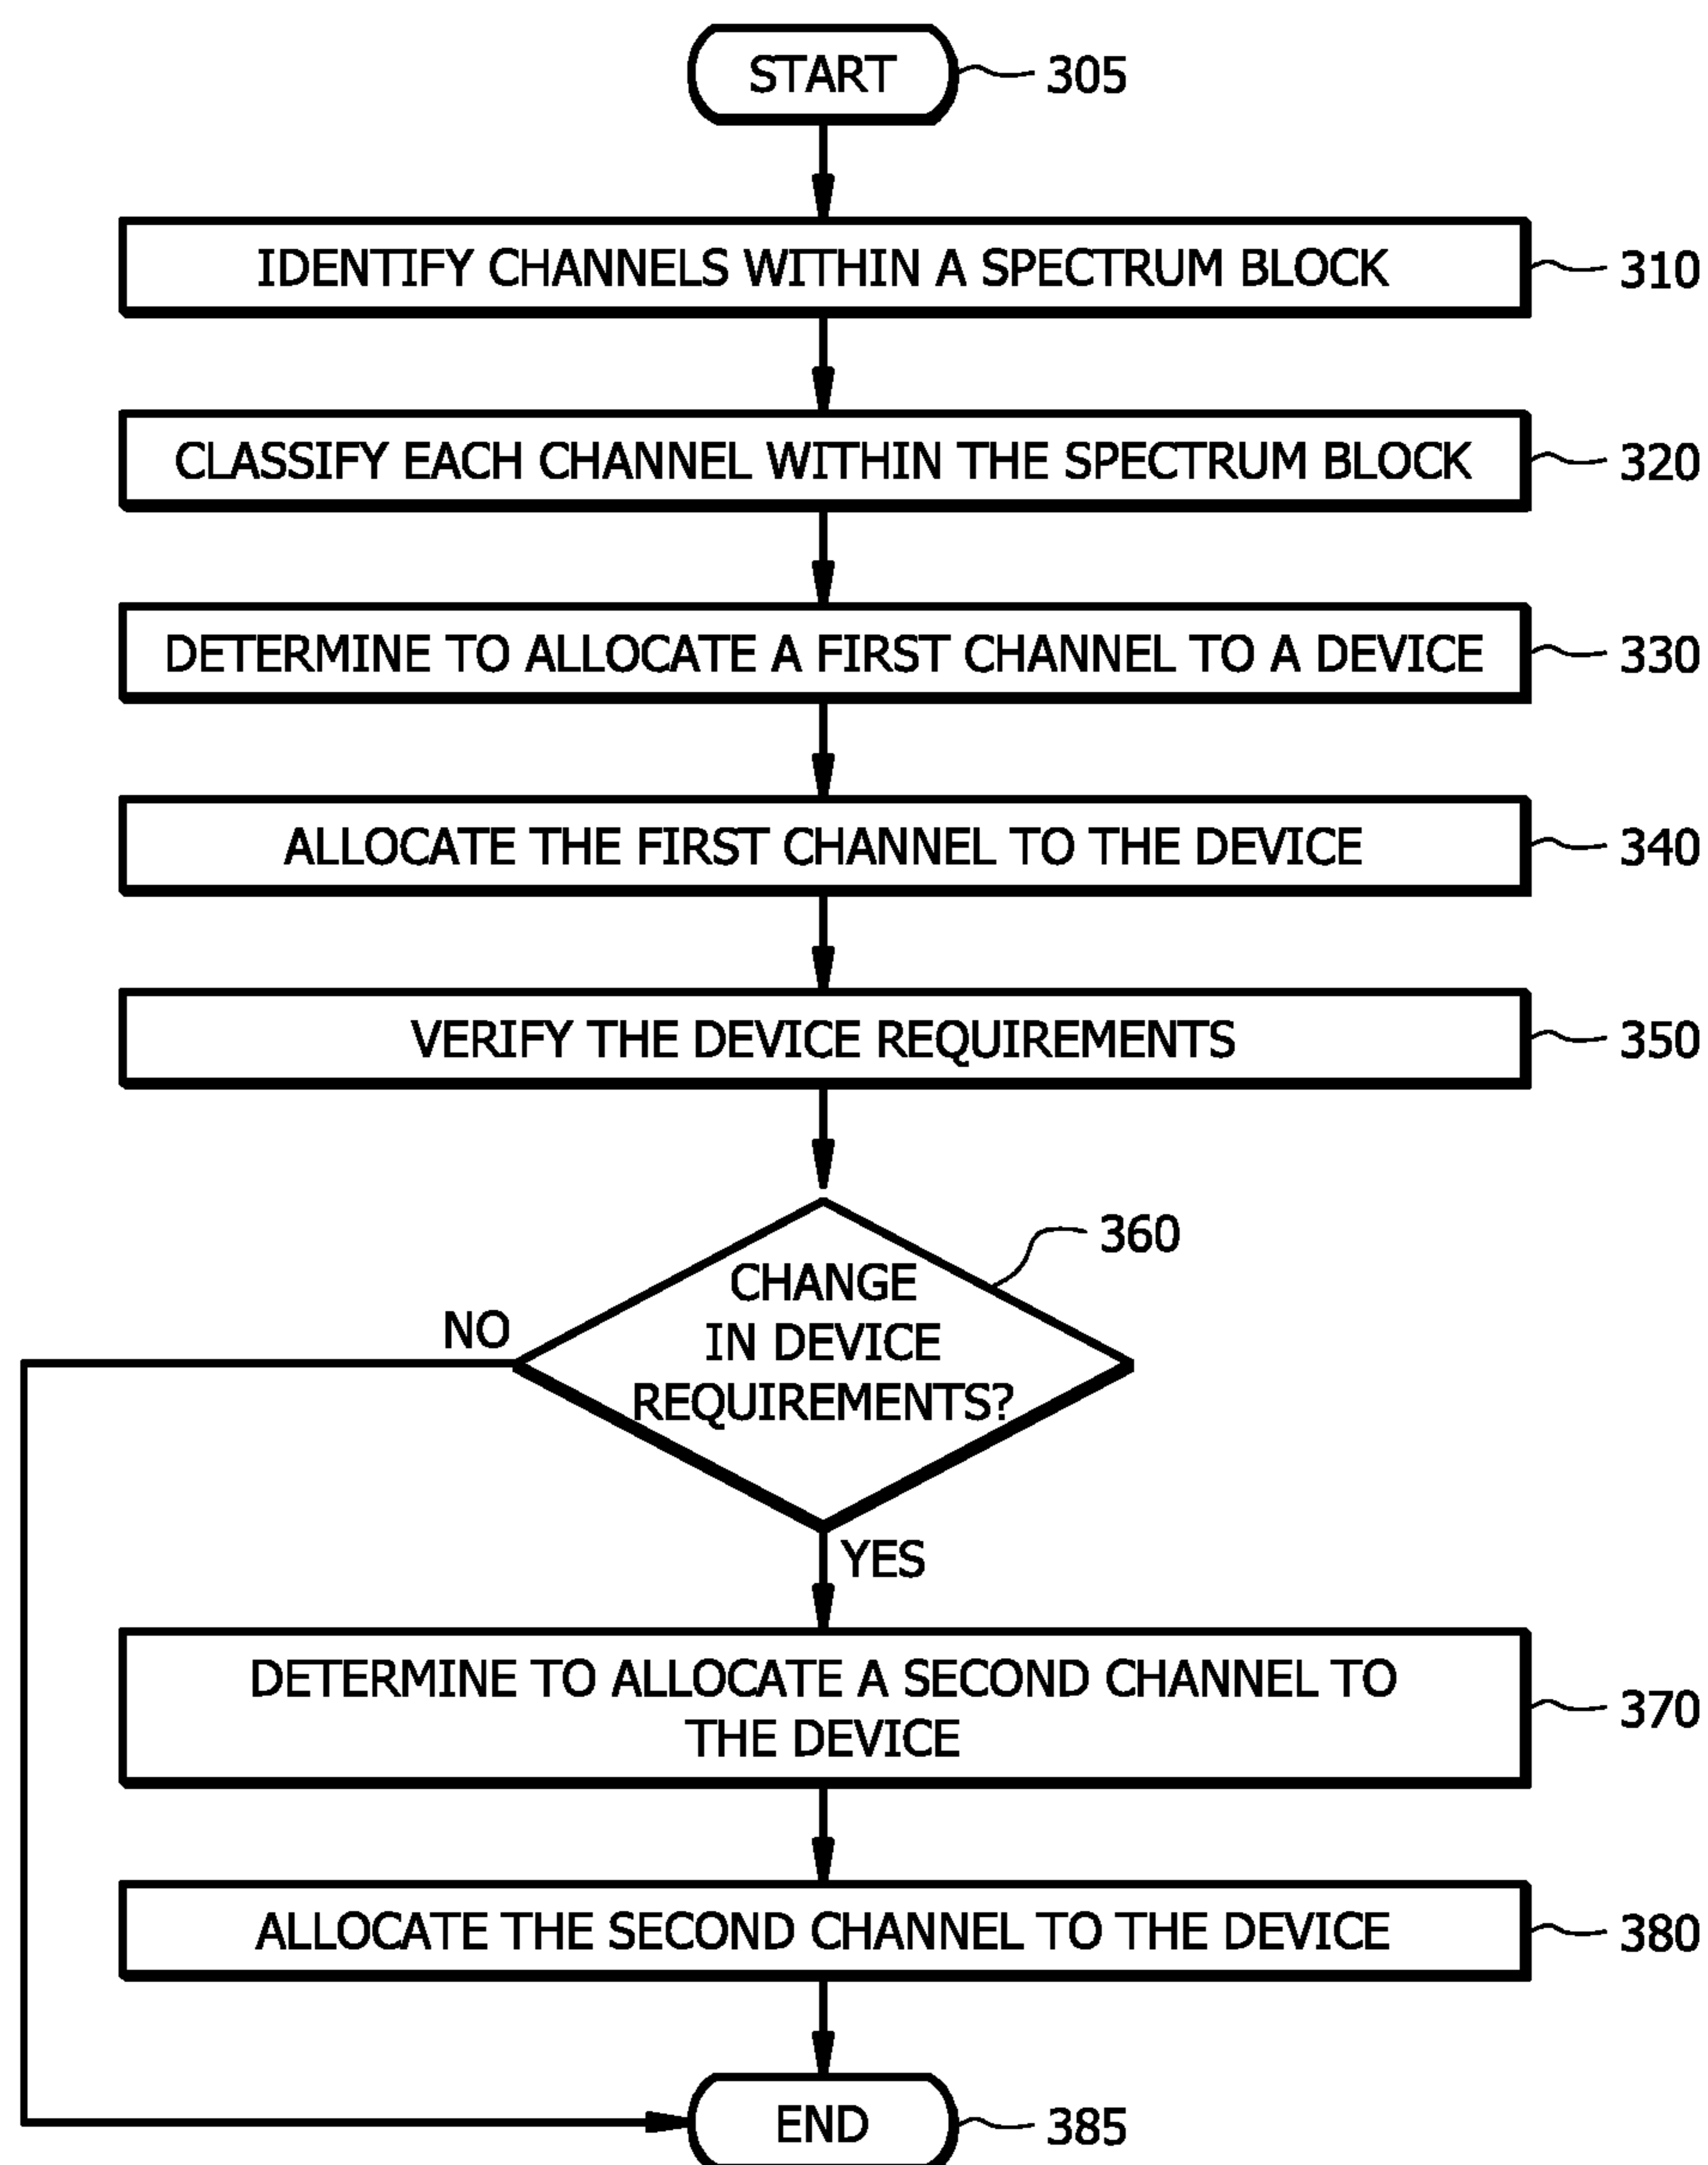 START
305
IDENTIFY CHANNELS WITHIN A SPECTRUM BLOCK
310
CLASSIFY EACH CHANNEL WITHIN THE SPECTRUM BLOCK
320
DETERMINE TO ALLOCATE A FIRST CHANNEL TO A DEVICE
330
ALLOCATE THE FIRST CHANNEL TO THE DEVICE
340
VERIFY THE DEVICE REQUIREMENTS
350
360
CHANGE
IN DEVICE
REQUIREMENTS?
NO
YES
DETERMINE TO ALLOCATE A SECOND CHANNEL TO
THE DEVICE
370
ALLOCATE THE SECOND CHANNEL TO THE DEVICE
380
END
385